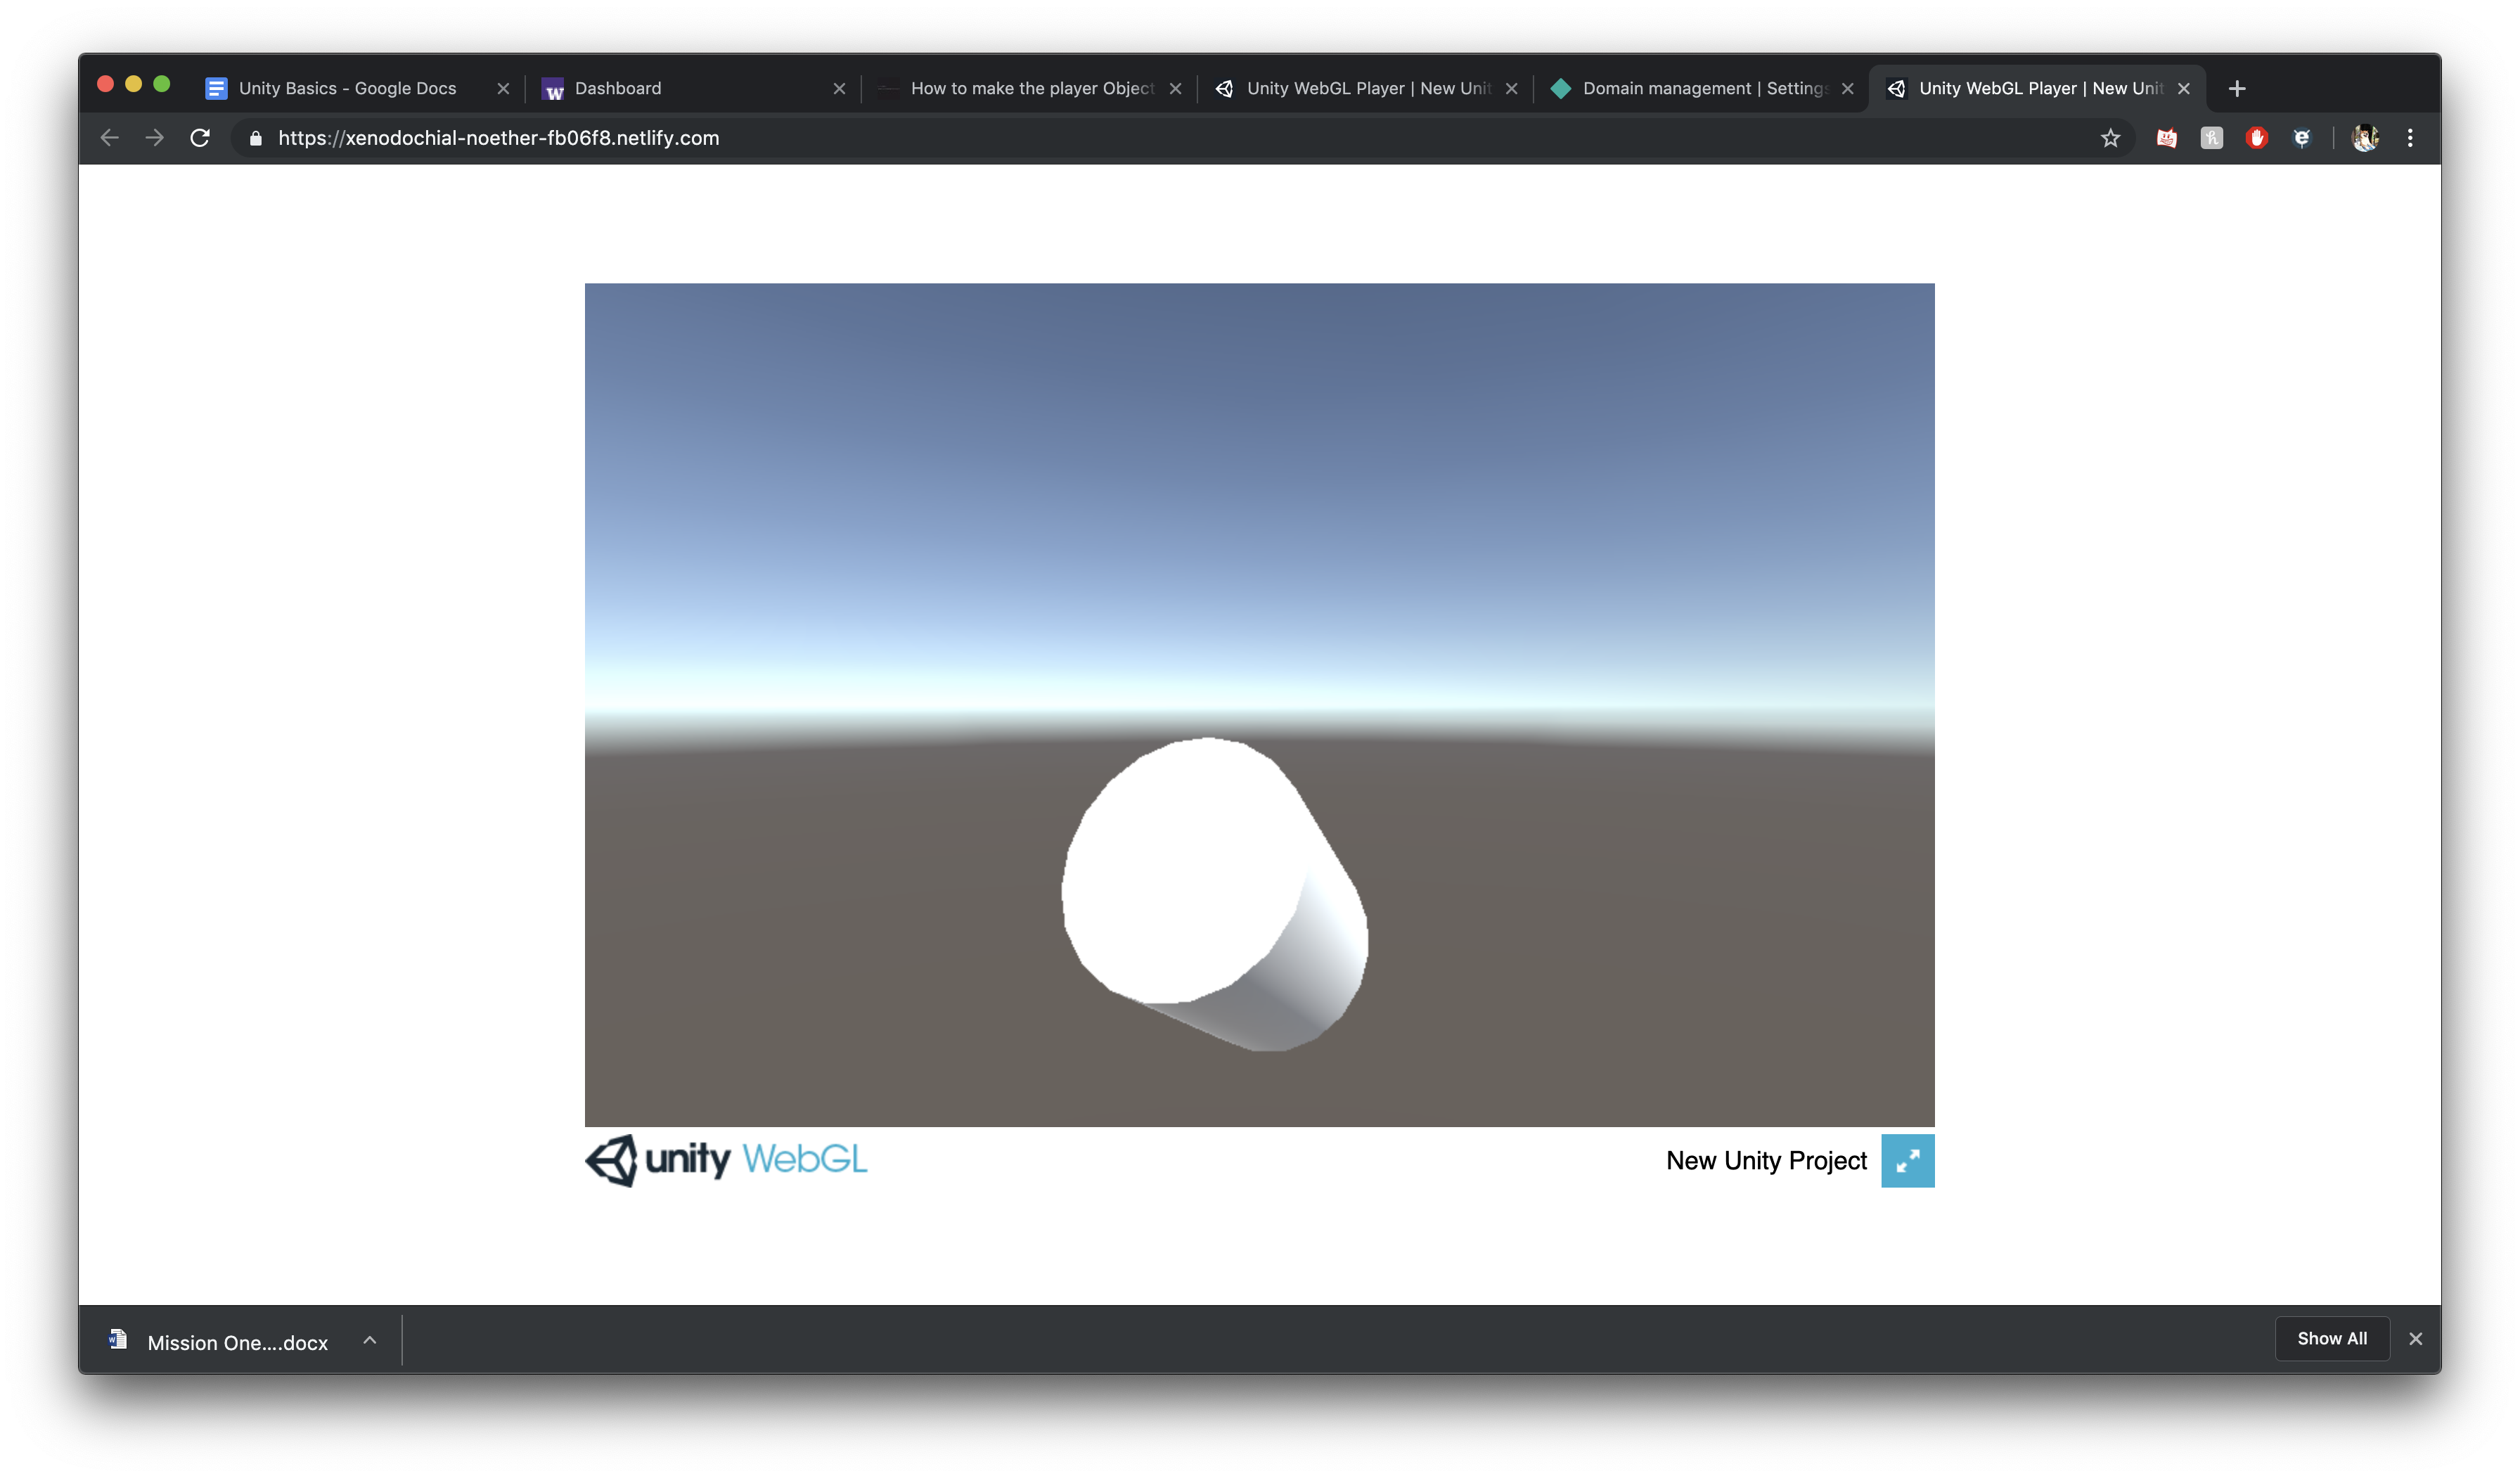 Unity Basics - Google Docs
Dashboard
How to make the player Object
Unity WebGL Player | New Unit
Domain management | Settings
Unity WebGL Player | New Unit
https://xenodochial-noether-fb06f8.netlify.com
unity WebGL
New Unity Project
Mission One....docx
Show All